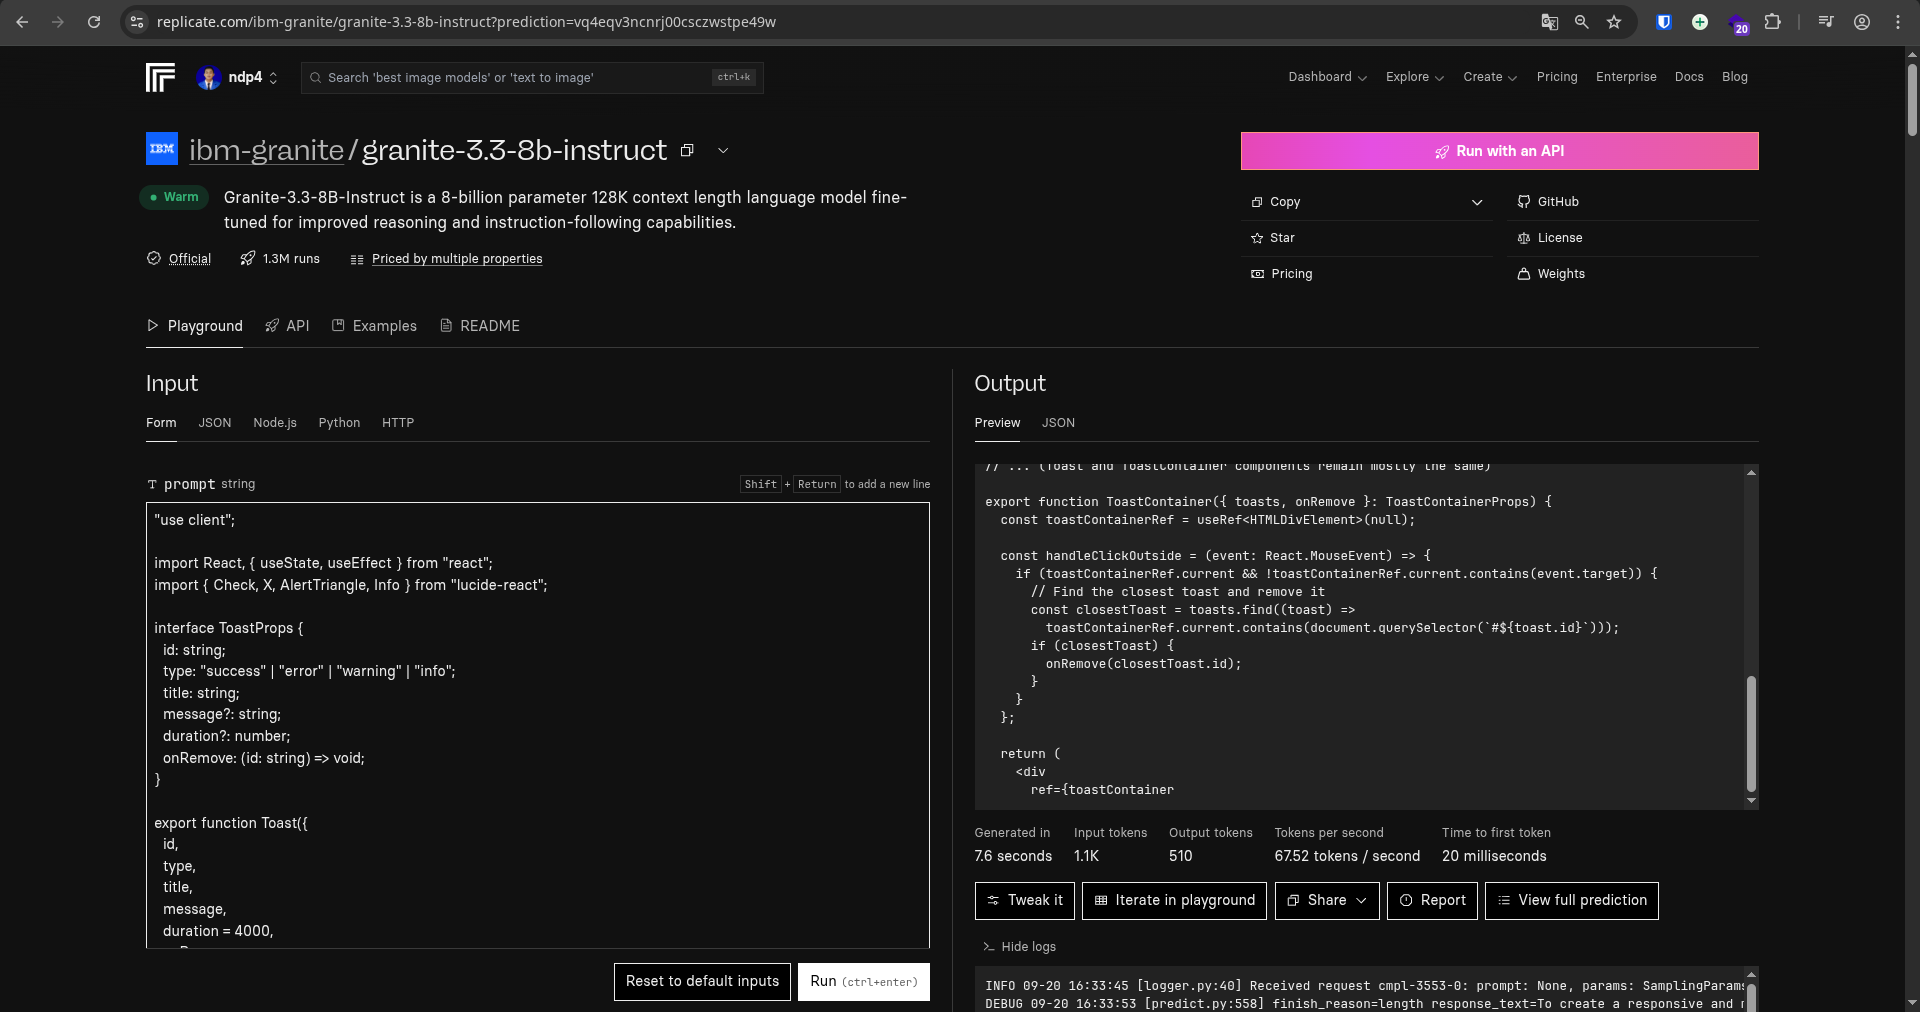 replicate.com/ibm-granite/granite-3.3-8b-instruct?prediction=vq4eqv3ncnrj00csczwstpe49w
20
ndp4
Search 'best image models' or 'text to image'
ctrl+k
Dashboard
Explore
Create
Pricing
Enterprise
Docs
Blog
IBM
ibm-granite/granite-3.3-8b-instruct
Warm
Granite-3.3-8B-Instruct is a 8-billion parameter 128K context length language model fine-
tuned for improved reasoning and instruction-following capabilities.
Official
1.3M runs
Priced by multiple properties
Run with an API
Copy
GitHub
Star
License
Pricing
Weights
Playground
API
Examples
README
Input
Form
JSON
Node.js
Python
HTTP
prompt string
Shift + Return to add a new line
"use client";
import React, { useState, useEffect } from "react";
import { Check, X, AlertTriangle, Info } from "lucide-react";
interface ToastProps {
id: string;
type: "success" | "error" | "warning" | "info";
title: string;
message?: string;
duration?: number;
onRemove: (id: string) => void;
}
export function Toast({
id,
type,
title,
message,
duration = 4000,
Reset to default inputs
Run (ctrl+enter)
Output
Preview
JSON
// ... (Toast and ToastContainer components remain mostly the same)
export function ToastContainer({ toasts, onRemove }: ToastContainerProps) {
const toastContainerRef = useRef<HTMLDivElement>(null);
const handleClickOutside = (event: React.MouseEvent) => {
if (toastContainerRef.current && !toastContainerRef.current.contains(event.target)) {
// Find the closest toast and remove it
const closestToast = toasts.find((toast) =>
toastContainerRef.current.contains(document.querySelector(`#${toast.id}`)));
if (closestToast) {
onRemove(closestToast.id);
}
}
};
return (
<div
ref={toastContainer
Generated in
7.6 seconds
Input tokens
1.1K
Output tokens
510
Tokens per second
67.52 tokens / second
Time to first token
20 milliseconds
Tweak it
Iterate in playground
Share
Report
View full prediction
Hide logs
INFO 09-20 16:33:45 [logger.py:40] Received request cmpl-3553-0: prompt: None, params: SamplingParams
DEBUG 09-20 16:33:53 [predict.py:558] finish_reason=length response_text=To create a responsive and